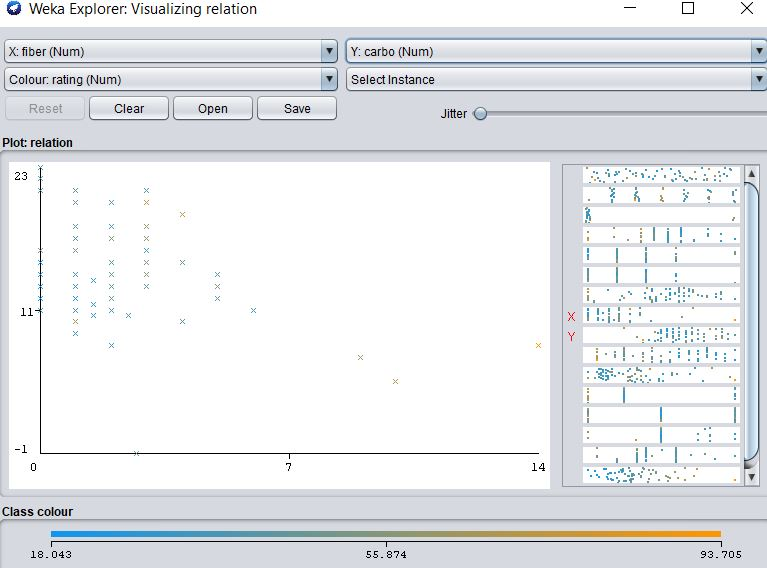 Weka Explorer: Visualizing relation
X: fiber (Num)
Y: carbo (Num)
Colour: rating (Num)
Select Instance
Reset
Clear
Open
Save
Jitter
Plot: relation
23
11
-1
0
7
14
X
Y
Class colour
18.043
55.874
93.705